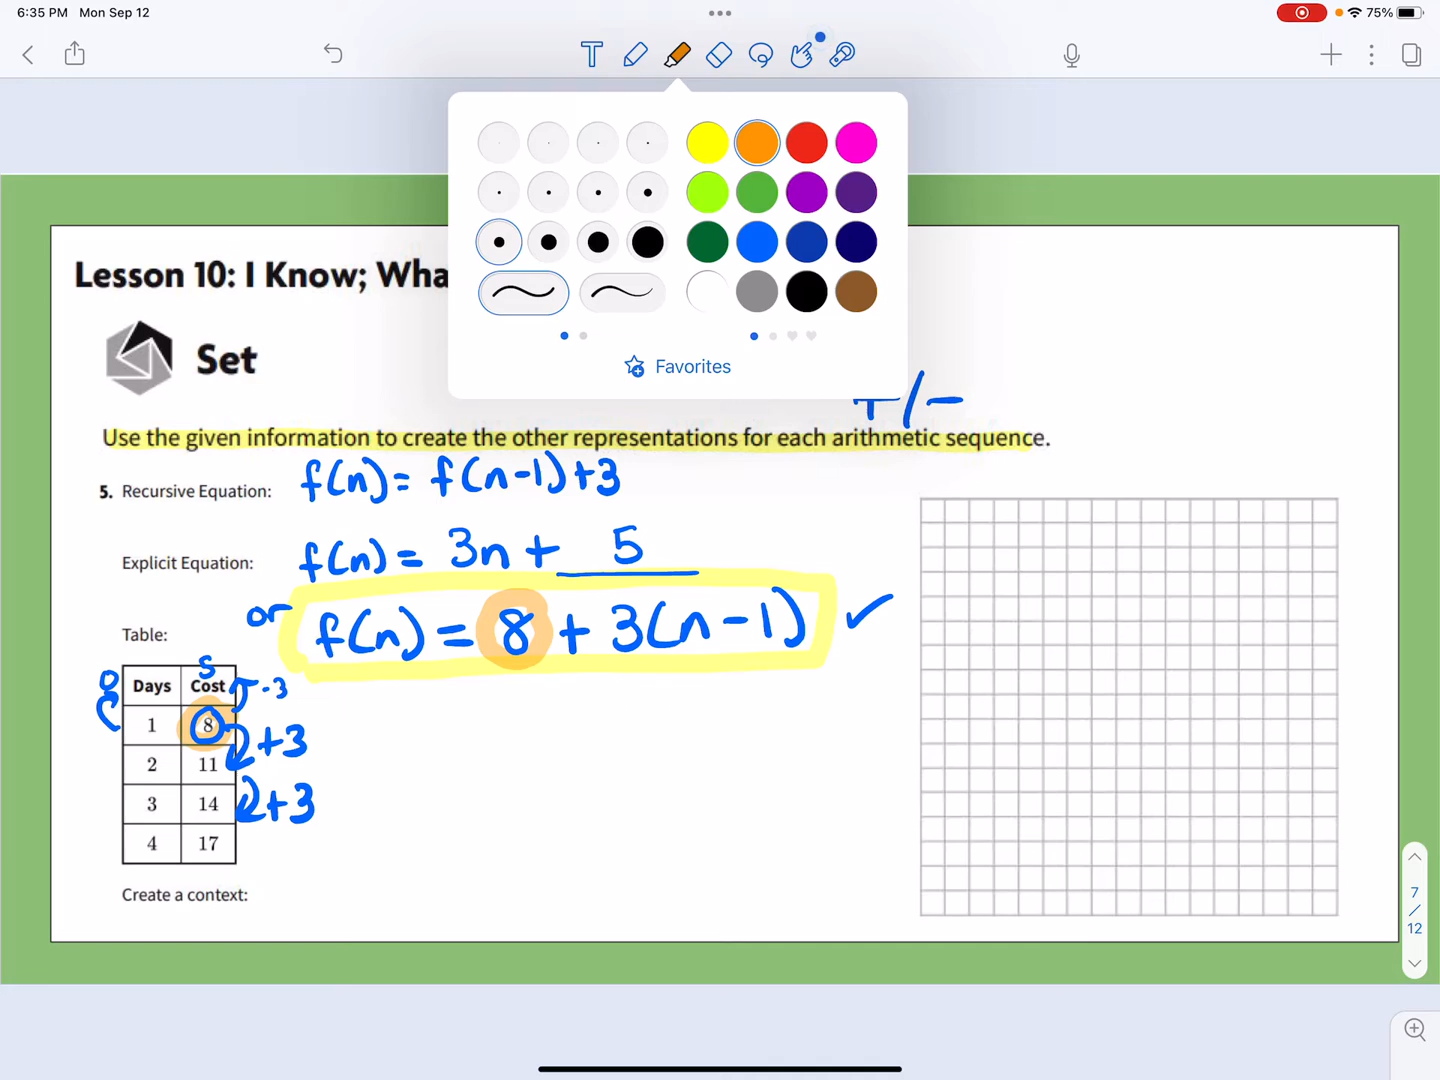 6:35 PM Mon Sep 12
75%
T
Favorites
Lesson 10: I Know; Wha
Set
+/-
Use the given information to create the other representations for each arithmetic sequence.
5. Recursive Equation: f(n) = f(n-1)+3
Explicit Equation: f(n) = 3n + 5
or f(n) = 8 + 3(n-1) ✓
Table:
0 5
Days Cost -3
1 8
+3
2 11
3 14 +3
4 17
Create a context:
7
/
12